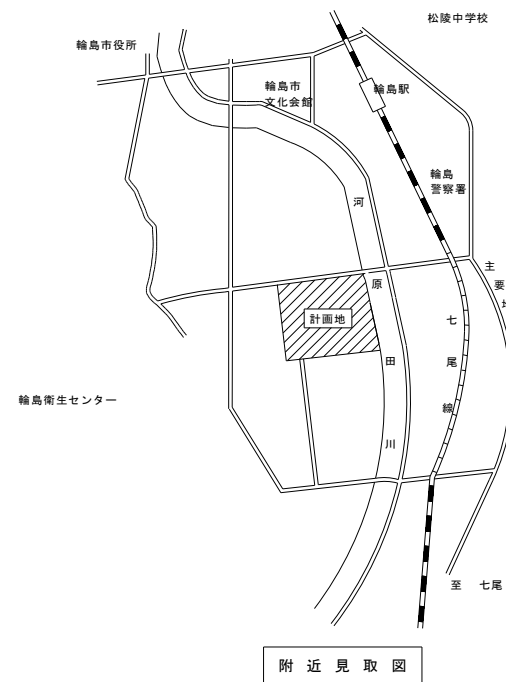 松陵中学校
輪島市役所
輪島駅
輪島市
文化会館
輪島
警察署
河原田川
主要地
計画地
七尾線
輪島衛生センター
至 七尾
附近見取図